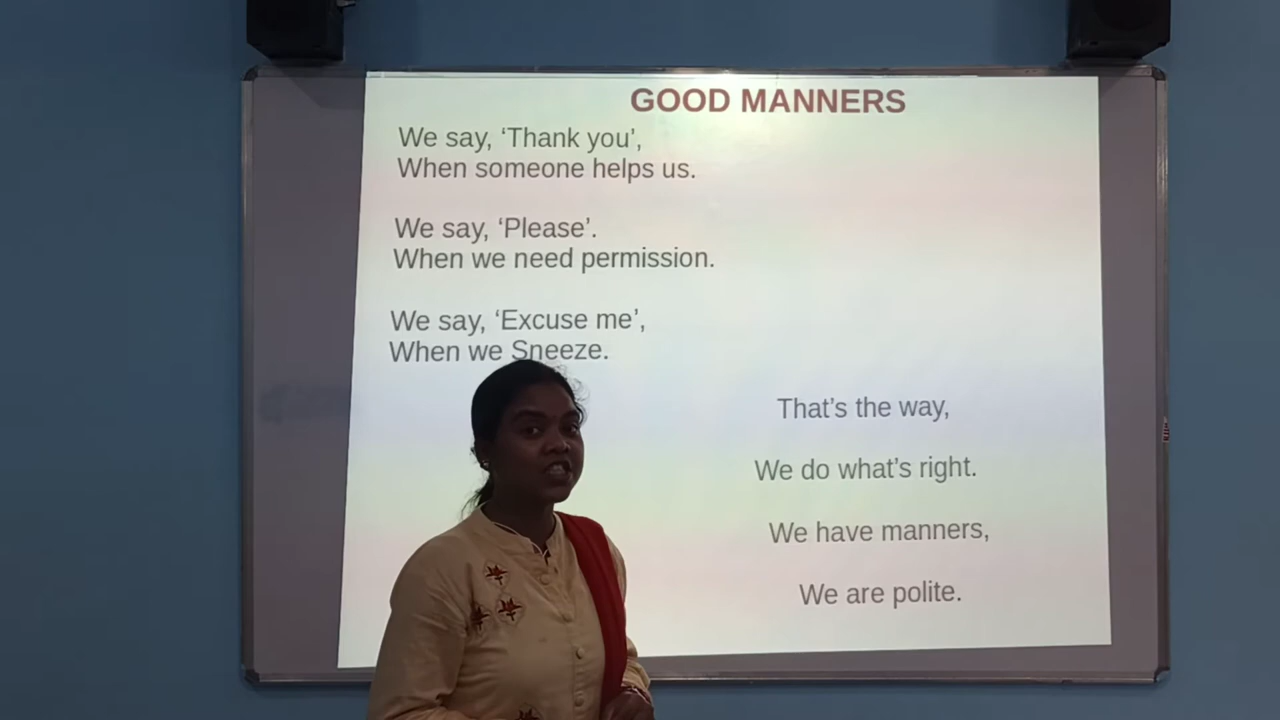 GOOD MANNERS
We say, ‘Thank you’,
When someone helps us.
We say, ‘Please’.
When we need permission.
We say, ‘Excuse me’,
When we Sneeze.
That’s the way,
We do what’s right.
We have manners,
We are polite.